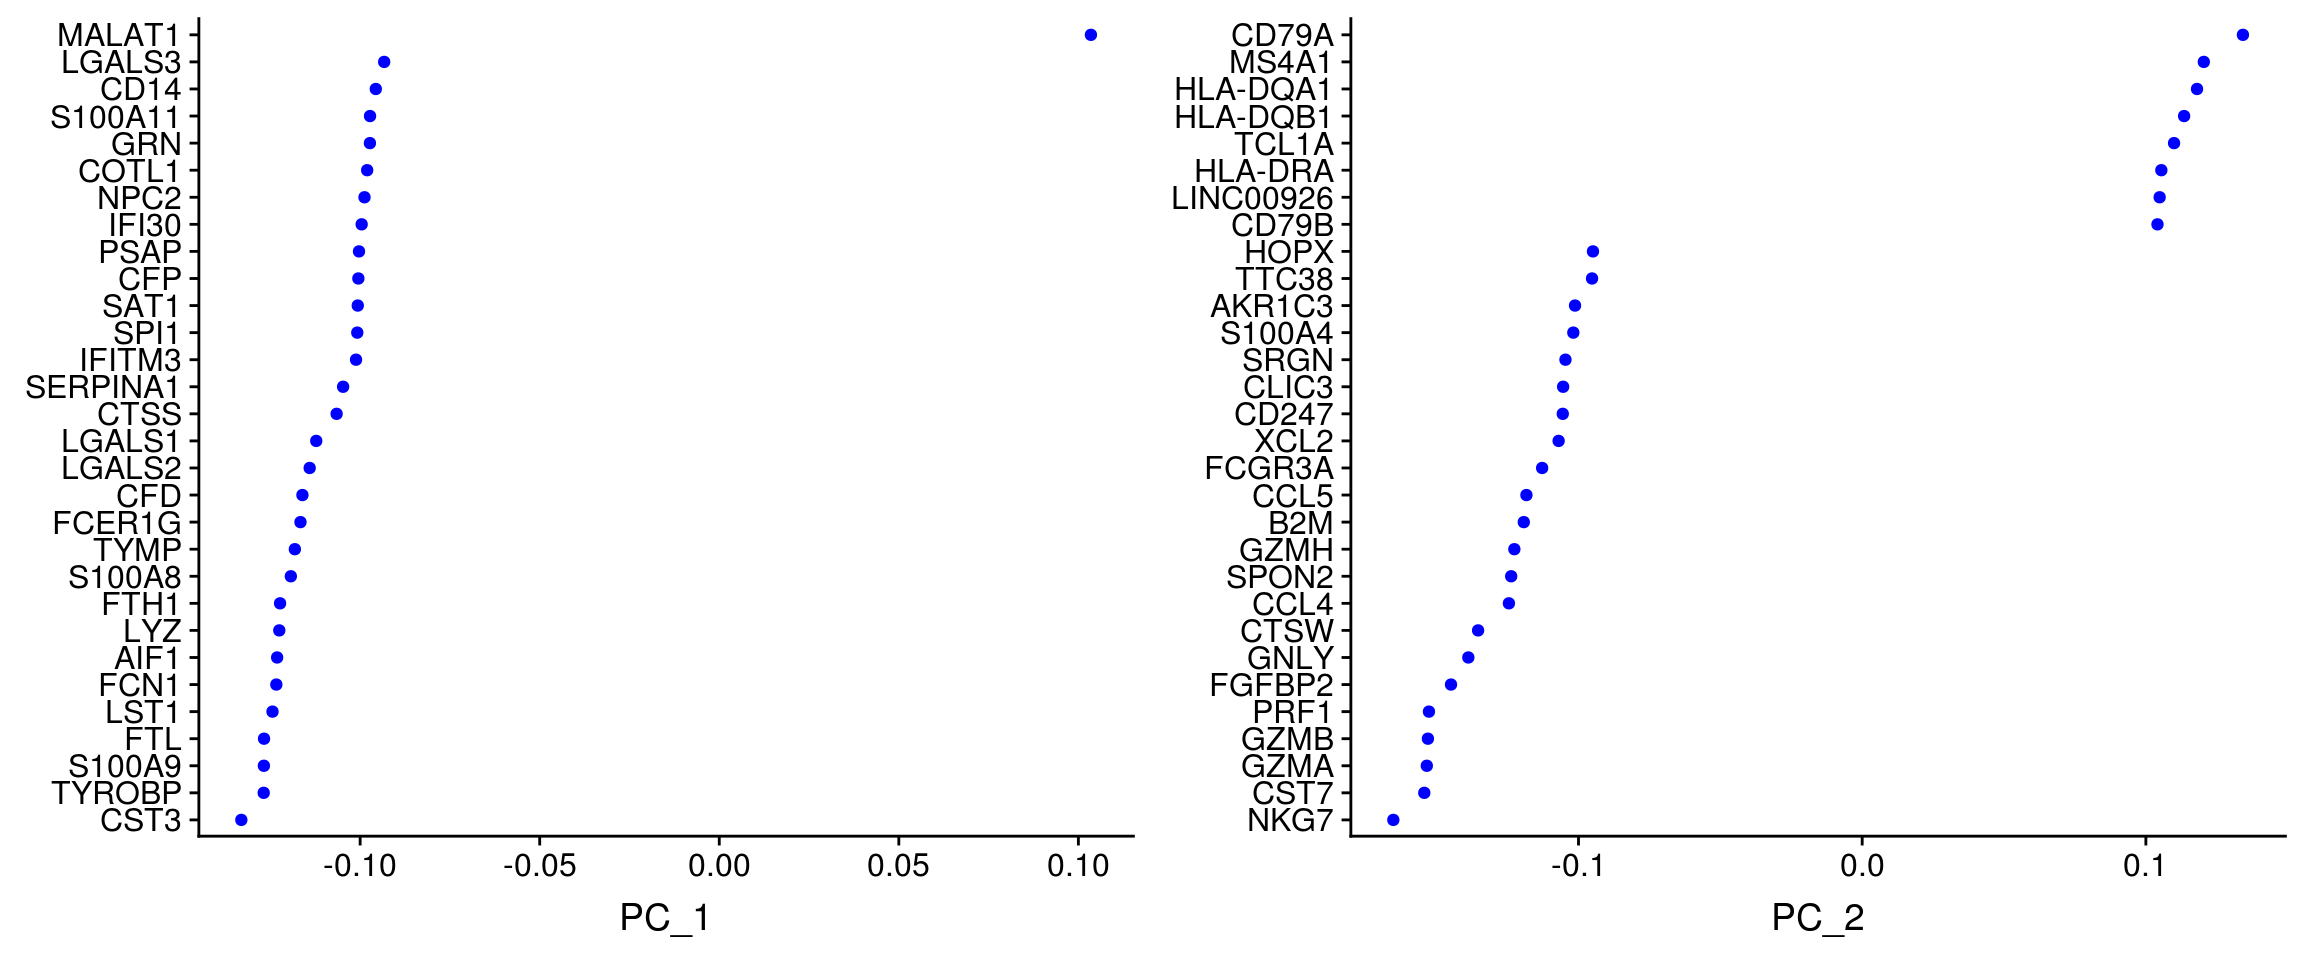 MALAT1
LGALS3
CD14
S100A11
GRN
COTL1
NPC2
IFI30
PSAP
CFP
SAT1
SPI1
IFITM3
SERPINA1
CTSS
LGALS1
LGALS2
CFD
FCER1G
TYMP
S100A8
FTH1
LYZ
AIF1
FCN1
LST1
FTL
S100A9
TYROBP
CST3
-0.10 -0.05 0.00 0.05 0.10
PC_1
CD79A
MS4A1
HLA-DQA1
HLA-DQB1
TCL1A
HLA-DRA
LINC00926
CD79B
HOPX
TTC38
AKR1C3
S100A4
SRGN
CLIC3
CD247
XCL2
FCGR3A
CCL5
B2M
GZMH
SPON2
CCL4
CTSW
GNLY
FGFBP2
PRF1
GZMB
GZMA
CST7
NKG7
-0.1 0.0 0.1
PC_2